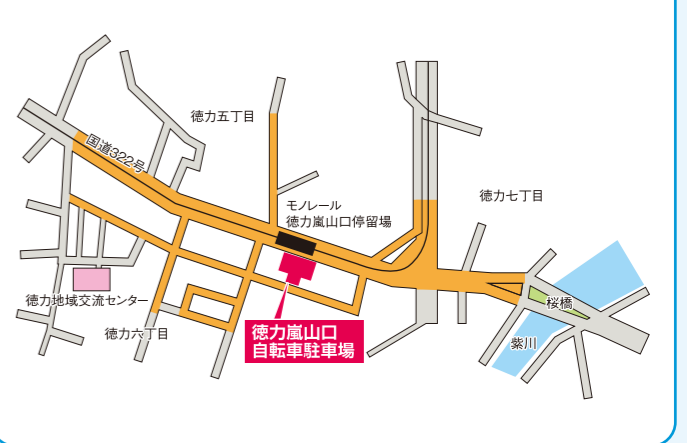 徳力五丁目
国道322号
モノレール
徳力嵐山口停留場
徳力七丁目
徳力地域交流センター
徳力六丁目
徳力嵐山口
自転車駐車場
桜橋
紫川